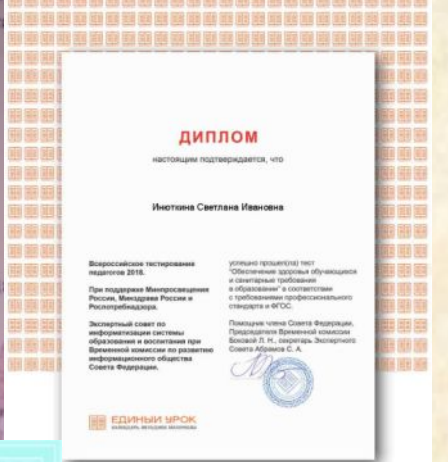 ДИПЛОМ
настоящим подтверждается, что
Инюткина Светлана Ивановна
Всероссийское тестирование
педагогов 2018.
При поддержке Минпросвещения
России, Минздрава России и
Роспотребнадзора.
Экспертный совет по
информатизации системы
образования и воспитания при
Временной комиссии по развитию
информационного общества
Совета Федерации.
успешно прошел(ла) тест
"Обеспечение здоровья обучающихся
и санитарные требования
в образовании" в соответствии
с требованиями профессионального
стандарта и ФГОС.
Помощник члена Совета Федерации,
Председателя Временной комиссии
Боковой Л. Н., секретарь Экспертного
Совета Абрамов С. А.
ЕДИНЫЙ УРОК